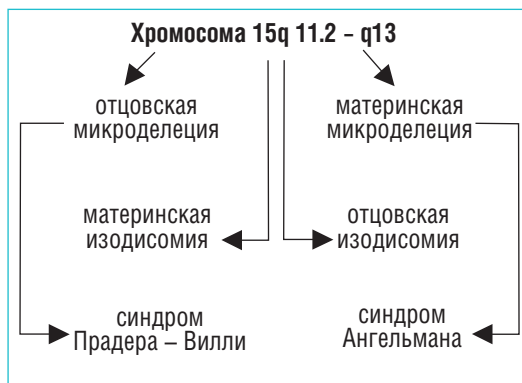 Хромосома 15q 11.2 – q13
отцовская
микроделеция
материнская
микроделеция
материнская
изодисомия
отцовская
изодисомия
синдром
Прадера – Вилли
синдром
Ангельмана